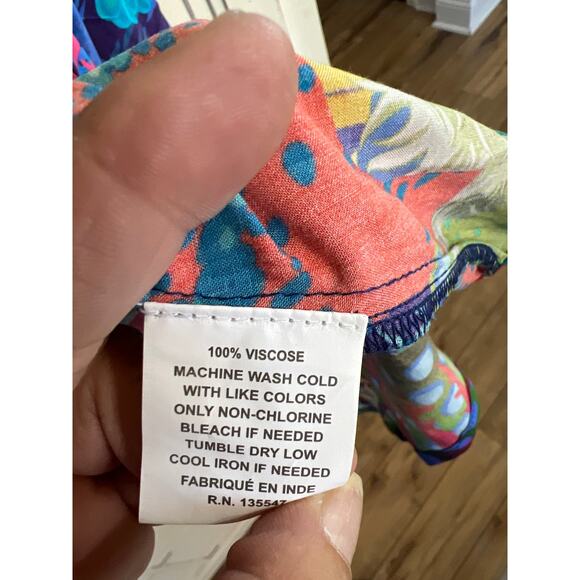 100% VISCOSE
MACHINE WASH COLD
WITH LIKE COLORS
ONLY NON-CHLORINE
BLEACH IF NEEDED
TUMBLE DRY LOW
COOL IRON IF NEEDED
FABRIQUÉ EN INDE
R.N. 135547